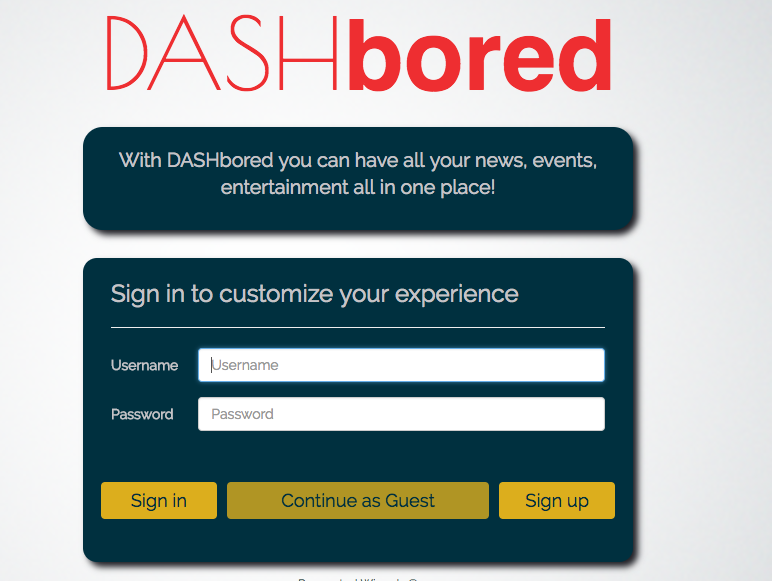 DASHbored
With DASHbored you can have all your news, events,
entertainment all in one place!
Sign in to customize your experience
Username Username
Password Password
Sign in Continue as Guest Sign up